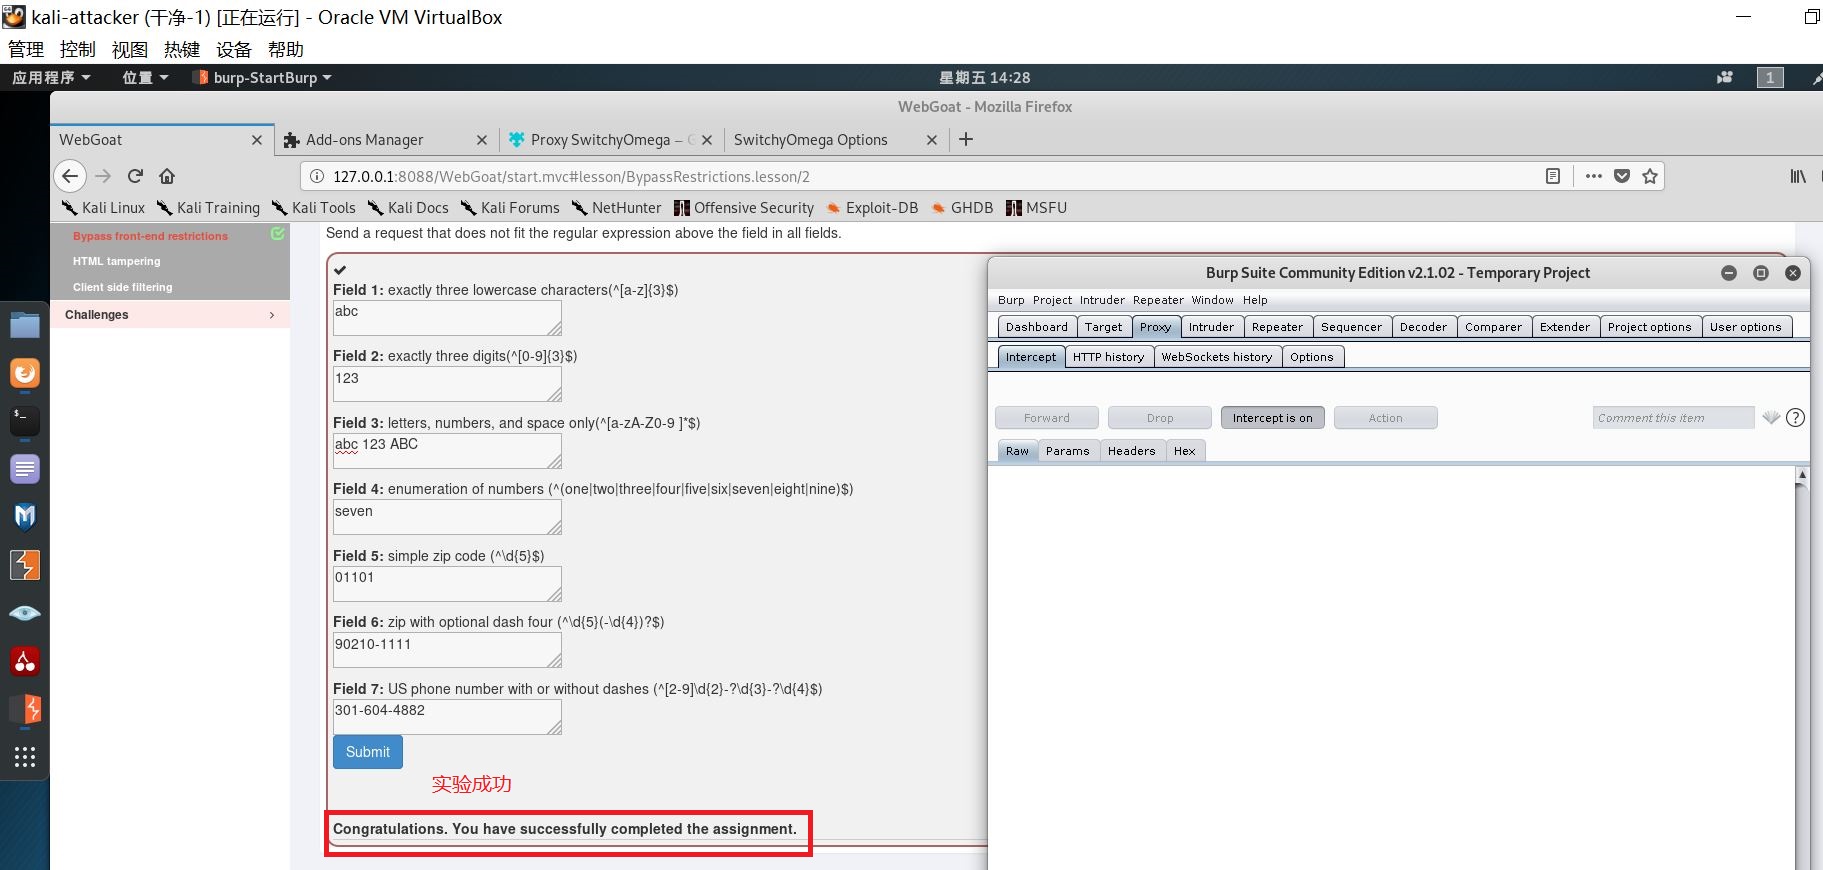 kali-attacker (干净-1) [正在运行] - Oracle VM VirtualBox
管理 控制 视图 热键 设备 帮助
应用程序 位置 burp-StartBurp 星期五 14:28 1
WebGoat - Mozilla Firefox
WebGoat Add-ons Manager Proxy SwitchyOmega – G SwitchyOmega Options
127.0.0.1:8088/WebGoat/start.mvc#lesson/BypassRestrictions.lesson/2
Kali Linux Kali Training Kali Tools Kali Docs Kali Forums NetHunter Offensive Security Exploit-DB GHDB MSFU
Bypass front-end restrictions
HTML tampering
Client side filtering
Challenges
Send a request that does not fit the regular expression above the field in all fields.
Field 1: exactly three lowercase characters(^[a-z]{3}$)
abc
Field 2: exactly three digits(^[0-9]{3}$)
123
Field 3: letters, numbers, and space only(^[a-zA-Z0-9 ]*$)
abc 123 ABC
Field 4: enumeration of numbers (^(one|two|three|four|five|six|seven|eight|nine)$)
seven
Field 5: simple zip code (^\d{5}$)
01101
Field 6: zip with optional dash four (^\d{5}(-\d{4})?$)
90210-1111
Field 7: US phone number with or without dashes (^[2-9]\d{2}-?\d{3}-?\d{4}$)
301-604-4882
Submit
实验成功
Congratulations. You have successfully completed the assignment.
Burp Suite Community Edition v2.1.02 - Temporary Project
Burp Project Intruder Repeater Window Help
Dashboard Target Proxy Intruder Repeater Sequencer Decoder Comparer Extender Project options User options
Intercept HTTP history WebSockets history Options
Forward Drop Intercept is on Action Comment this item ?
Raw Params Headers Hex